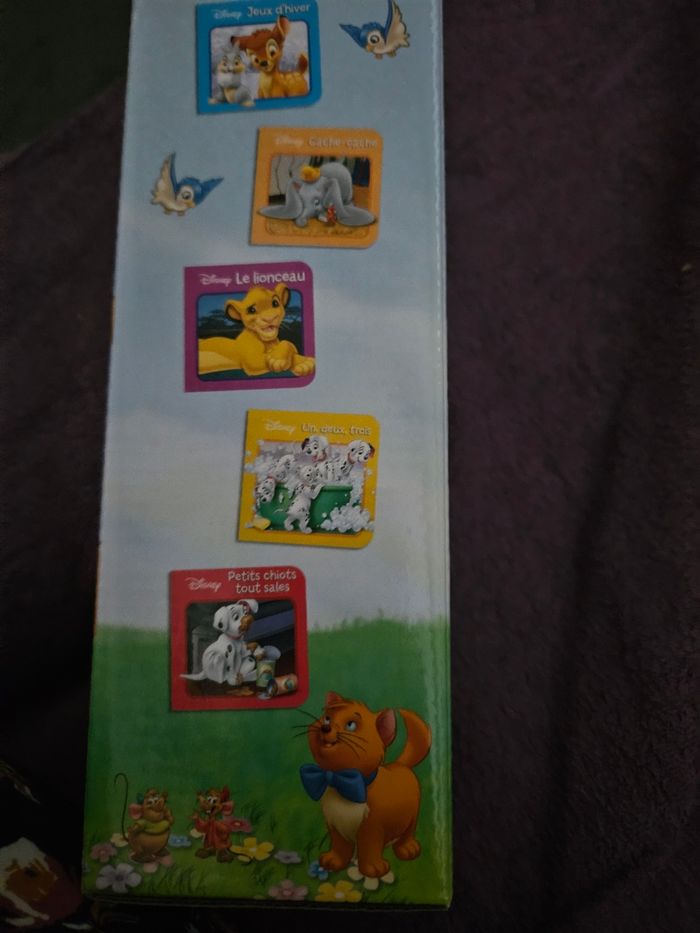 Disney Jeux d'hiver
Disney Cache-cache
Disney Le lionceau
Disney Un, deux, trois
Disney Petits chiots
tout sales